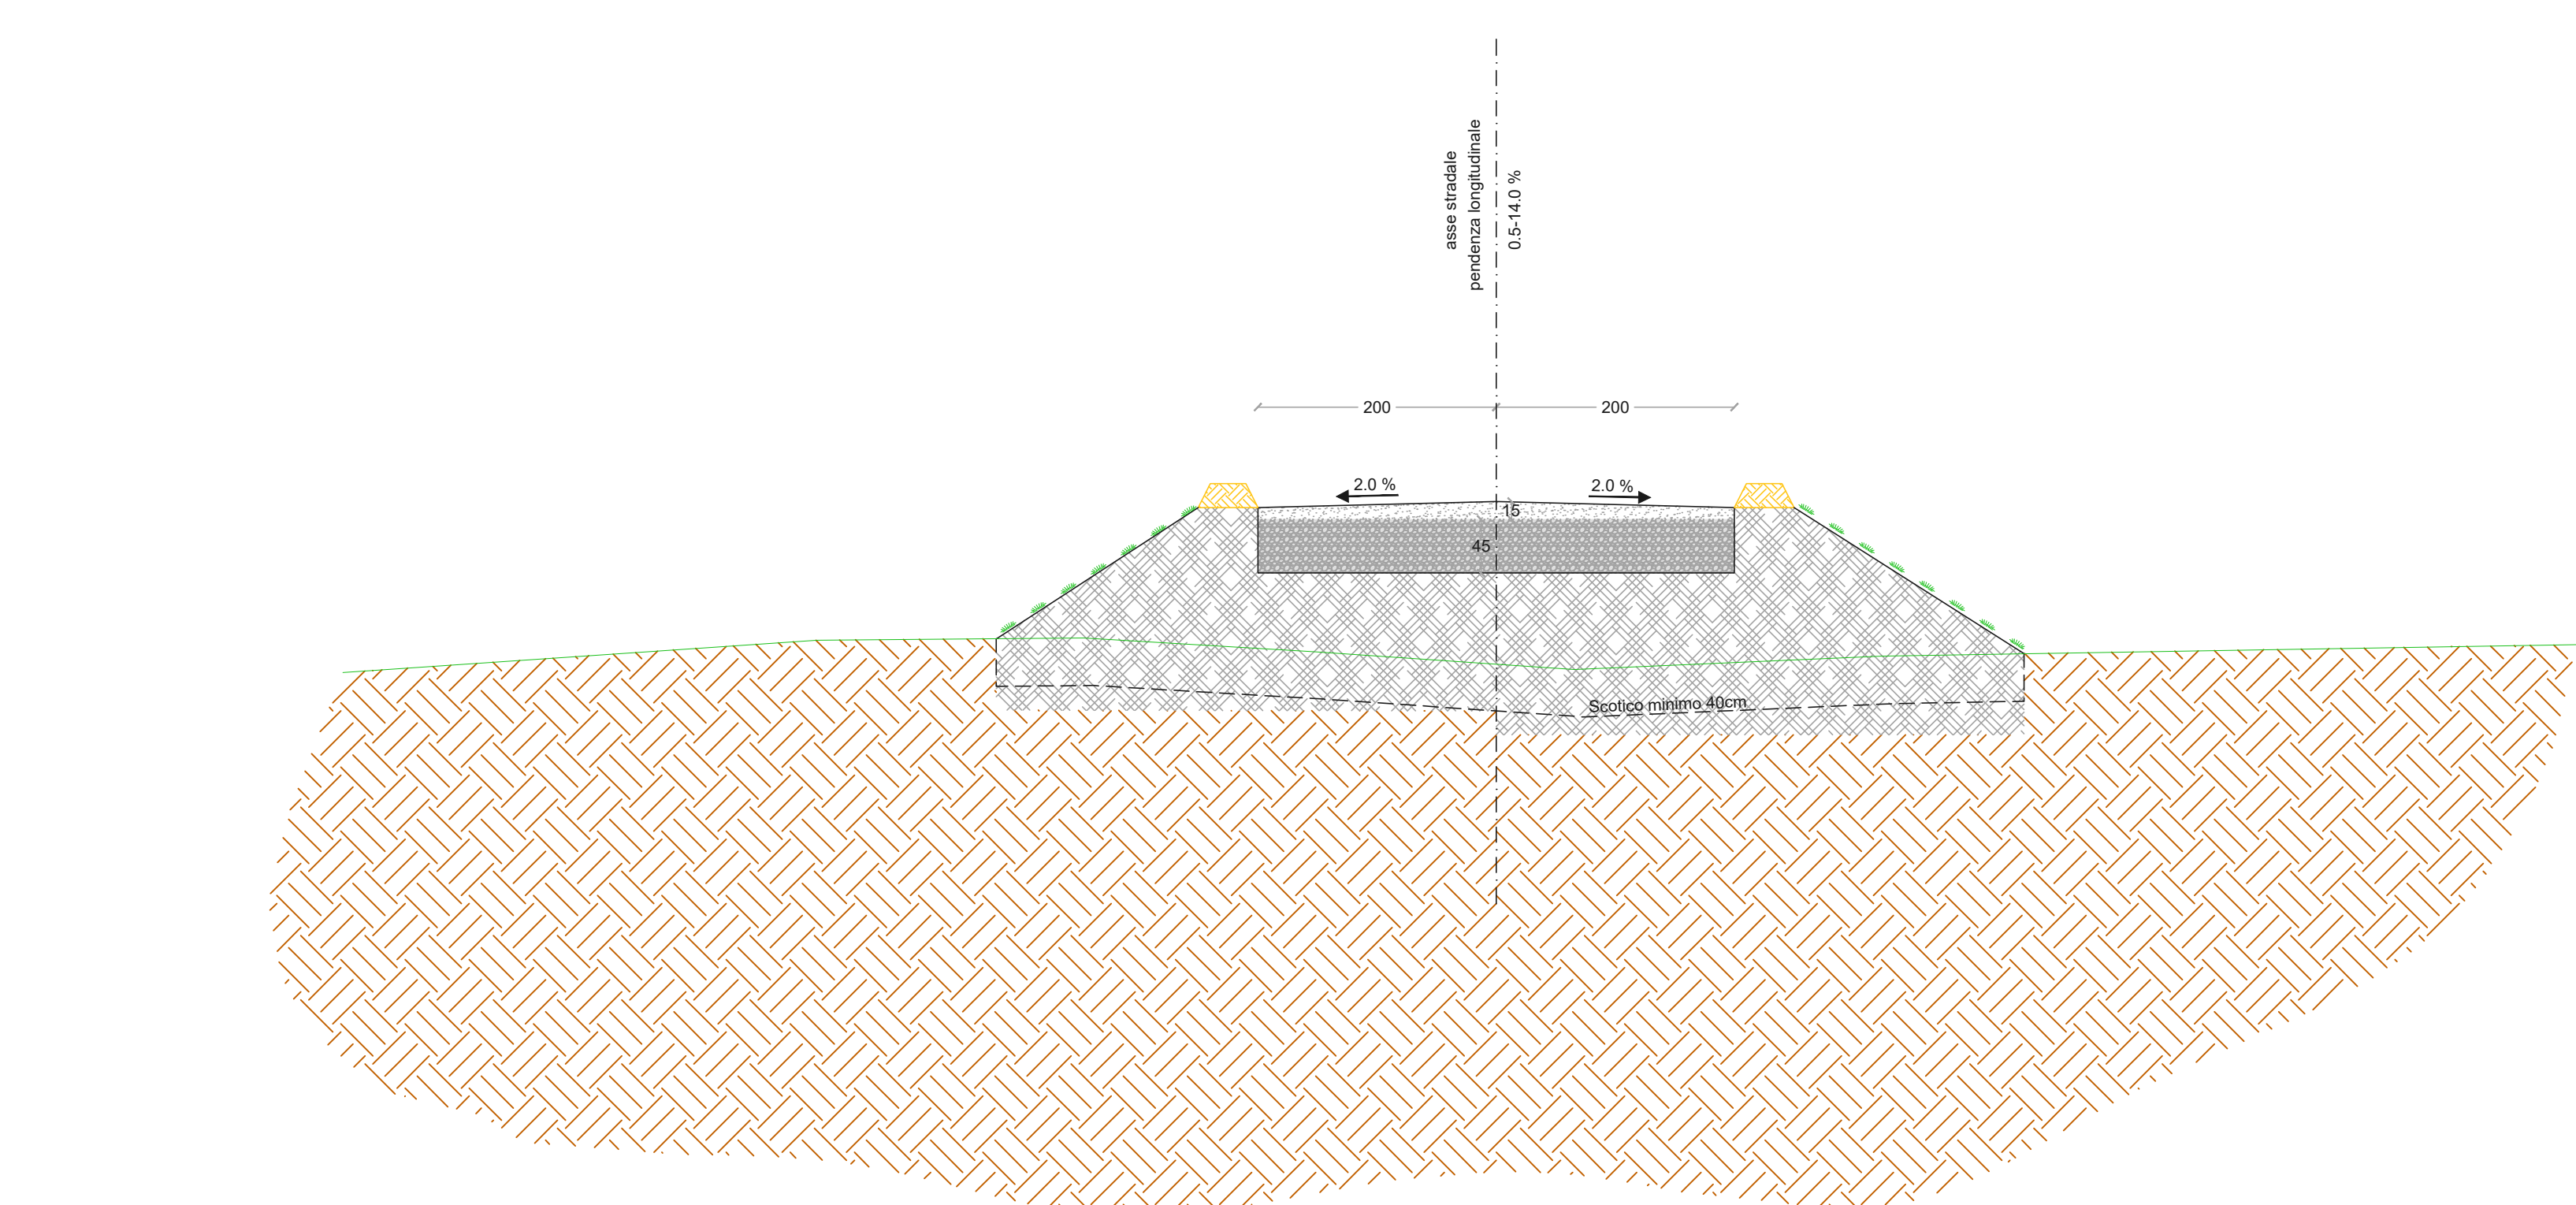 asse stradale
pendenza longitudinale
0.5-14.0 %
200
200
2.0 %
2.0 %
15
45
Scotico minimo 40cm